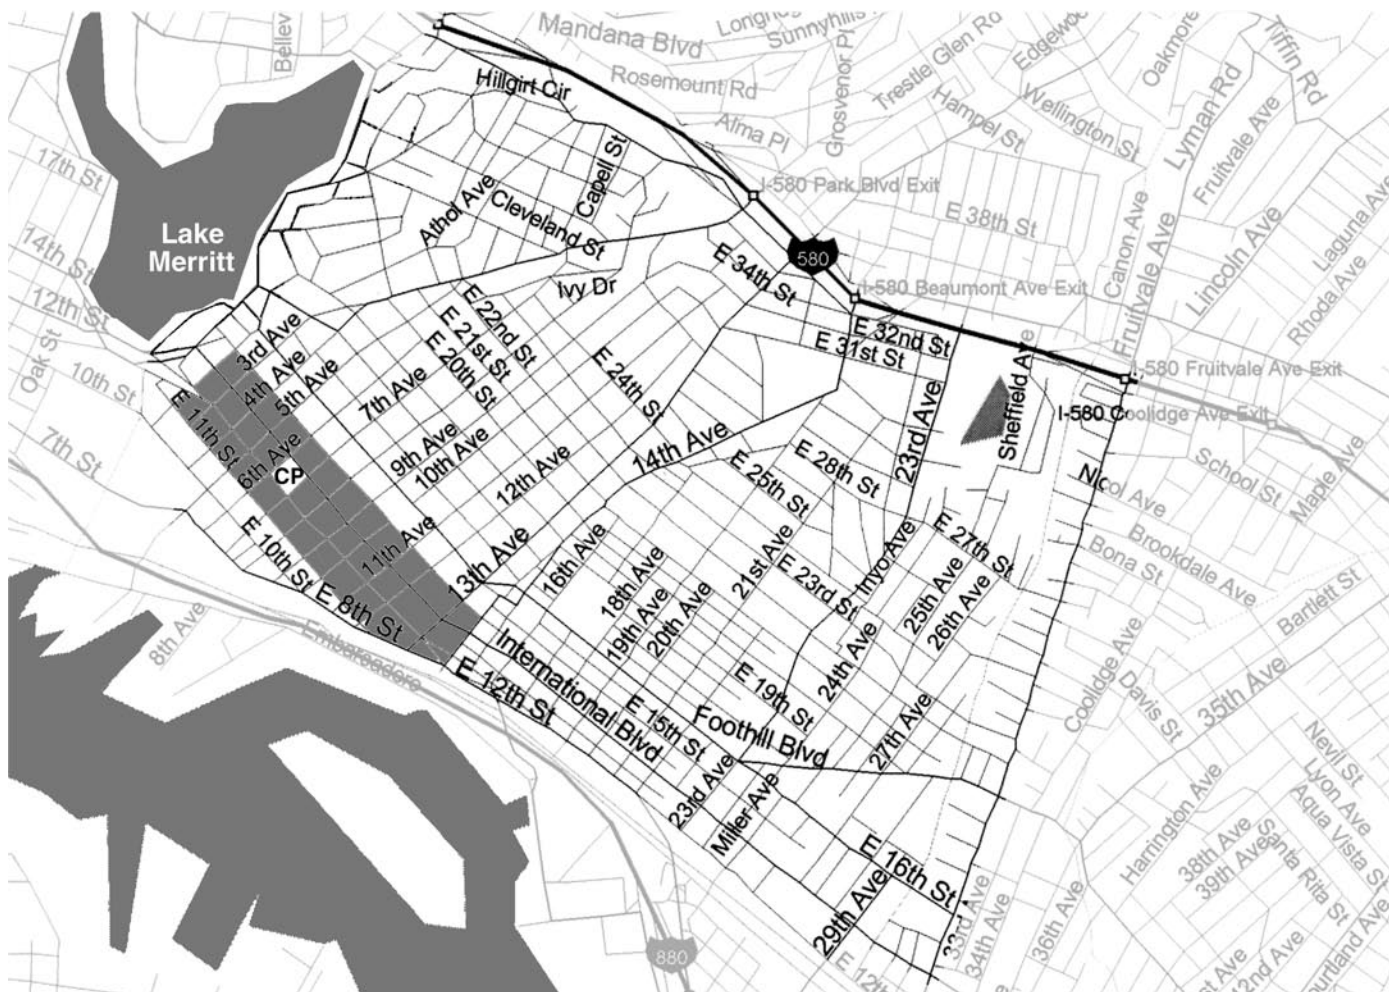 Mandana Blvd
Sunnyhills
Bellev
Hillgirt Cir
Rosemount Rd
Grosvenor Pl
Trestle Glen Rd
Edgewo
Oakmore
Tiffin Rd
Lyman Rd
Hampel St
Wellington St
Alma Pl
Fruitvale Ave
17th St
Capell St
Athol Ave
Cleveland St
I-580 Park Blvd Exit
E 38th St
Canon Ave
Fruitvale Ave
Lincoln Ave
Laguna Ave
Lake
Merritt
14th St
E 34th St
580
Ivy Dr
I-580 Beaumont Ave Exit
Rhoda Ave
12th St
Oak St
3rd Ave
4th Ave
5th Ave
E 22nd St
E 21st St
E 20th St
E 24th St
E 32nd St
E 31st St
Sheffield Ave
I-580 Fruitvale Ave Exit
10th St
7th Ave
E 11th St
23rd Ave
I-580 Coolidge Ave Exit
7th St
6th Ave
CP
9th Ave
10th Ave
12th Ave
14th Ave
E 25th St
E 28th St
School St
Maple Ave
Nicol Ave
E 10th St
11th Ave
13th Ave
16th Ave
18th Ave
19th Ave
20th Ave
21st Ave
E 23rd St
Inyo Ave
E 27th St
25th Ave
26th Ave
Bona St
Brookdale Ave
Bartlett St
E 8th St
8th Ave
Embarcadero
International Blvd
E 12th St
E 15th St
E 19th St
Foothill Blvd
24th Ave
27th Ave
Coolidge Ave
Davis St
35th Ave
Nevil St
Lyon Ave
Aqua Vista St
23rd Ave
Miller Ave
Harrington Ave
38th Ave
39th Ave
Santa Rita St
E 16th St
29th Ave
33rd Ave
34th Ave
36th Ave
880
E 12th
st Ave
42nd Ave
ourtland Ave